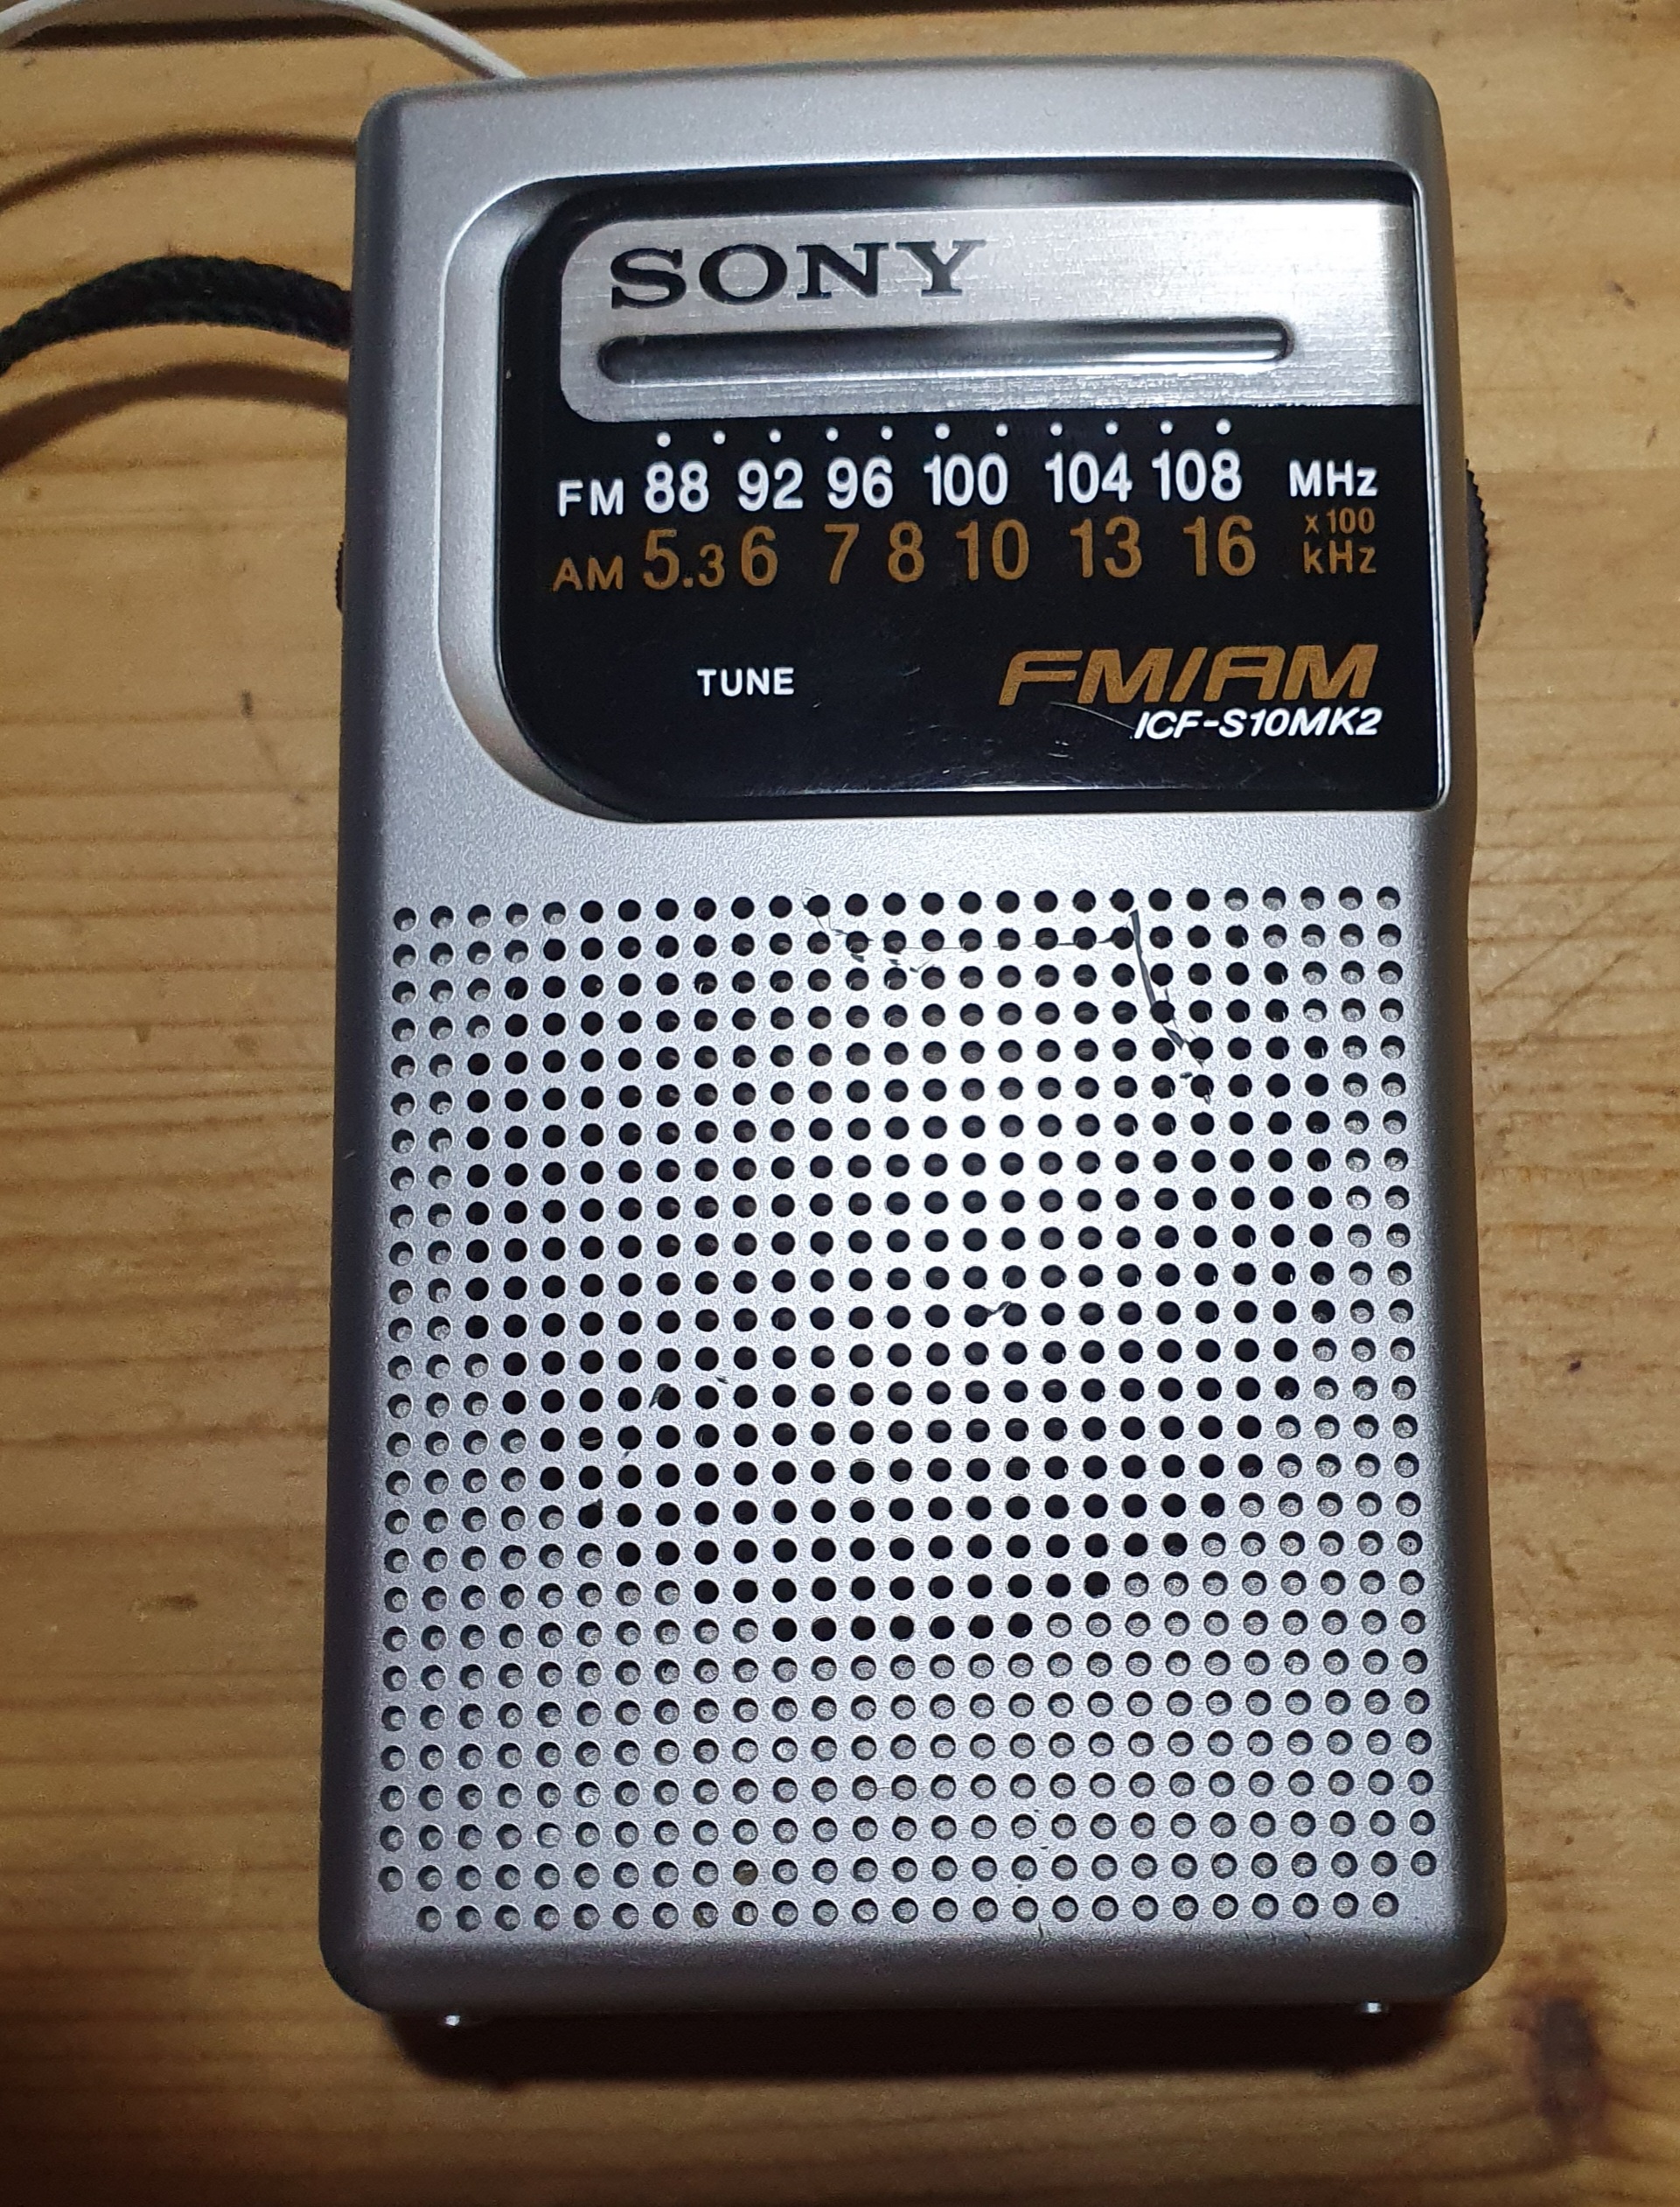 SONY
FM 88 92 96 100 104 108 MHz
AM 5.3 6 7 8 10 13 16 x100 kHz
TUNE
FM/AM
ICF-S10MK2